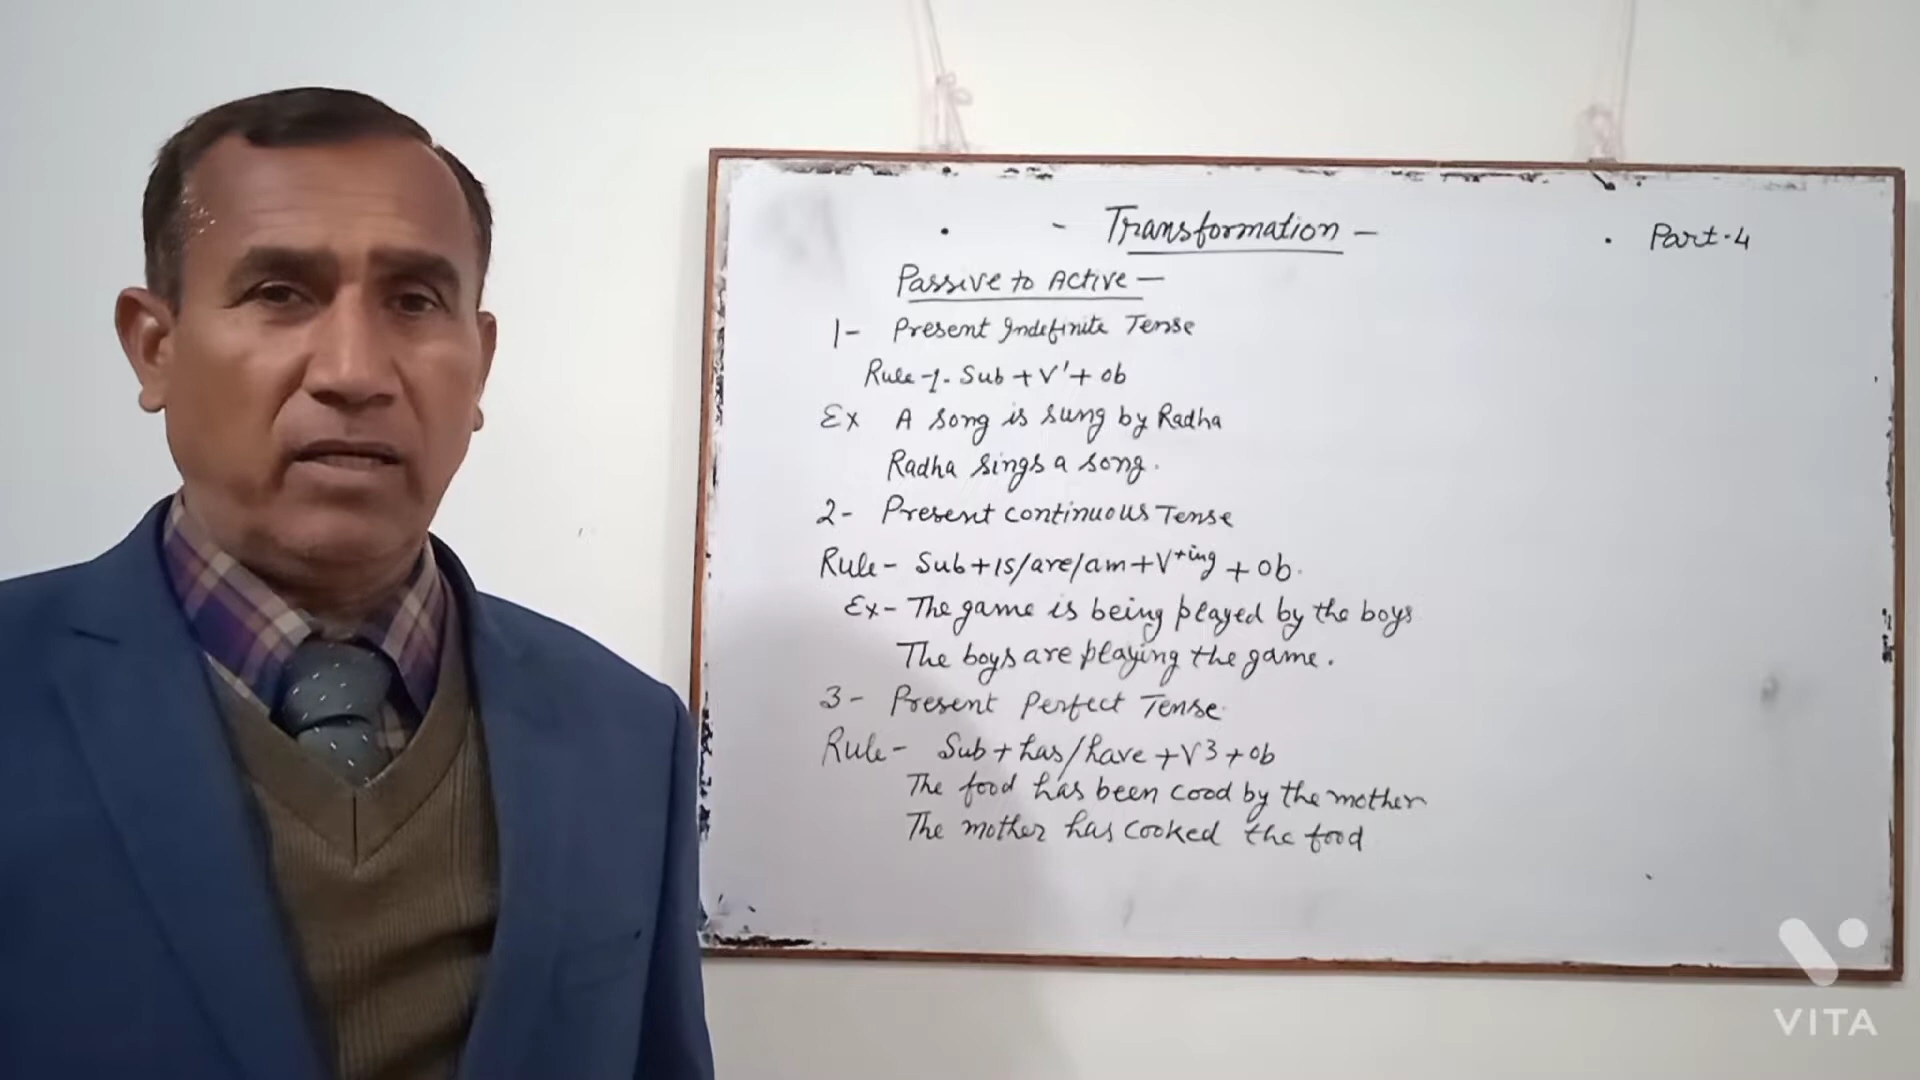 - Transformation -
Part-4
Passive to Active -
1- Present Indefinite Tense
Rule-1. Sub + V' + ob
Ex A song is sung by Radha
Radha sings a song.
2- Present continuous Tense
Rule- Sub+is/are/am+V+ing + ob.
Ex- The game is being played by the boys
The boys are playing the game.
3- Present Perfect Tense.
Rule- Sub + has/have + V3 + ob
The food has been cood by the mother
The mother has cooked the food
VITA